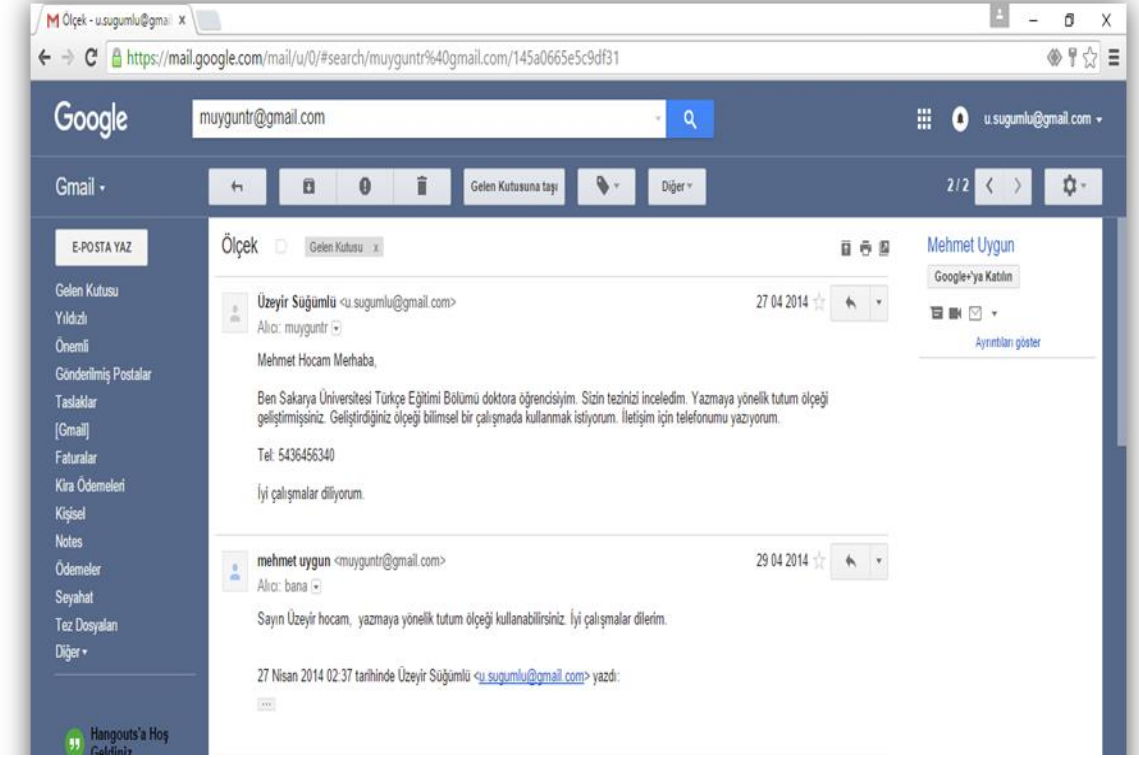 Ölçek - u.sugumlu@gmai x
https://mail.google.com/mail/u/0/#search/muyguntr%40gmail.com/145a0665e5c9df31
Google
muyguntr@gmail.com
u.sugumlu@gmail.com
Gmail
Gelen Kutusuna taşı
Diğer
2/2
E-POSTA YAZ
Gelen Kutusu
Yıldızlı
Önemli
Gönderilmiş Postalar
Taslaklar
[Gmail]
Faturalar
Kira Ödemeleri
Kişisel
Notes
Ödemeler
Seyahat
Tez Dosyaları
Diğer
Hangouts'a Hoş
Geldiniz
Ölçek
Gelen Kutusu x
Üzeyir Süğümlü <u.sugumlu@gmail.com>
27 04 2014
Alıcı: muyguntr
Mehmet Hocam Merhaba,
Ben Sakarya Üniversitesi Türkçe Eğitimi Bölümü doktora öğrencisiyim. Sizin tezinizi inceledim. Yazmaya yönelik tutum ölçeği
geliştirmişsiniz. Geliştirdiğiniz ölçeği bilimsel bir çalışmada kullanmak istiyorum. İletişim için telefonumu yazıyorum.
Tel: 5436456340
İyi çalışmalar diliyorum.
mehmet uygun <muyguntr@gmail.com>
29 04 2014
Alıcı: bana
Sayın Üzeyir hocam, yazmaya yönelik tutum ölçeği kullanabilirsiniz. İyi çalışmalar dilerim.
27 Nisan 2014 02:37 tarihinde Üzeyir Süğümlü <u.sugumlu@gmail.com> yazdı:
Mehmet Uygun
Google+'ya Katılın
Ayrıntıları göster